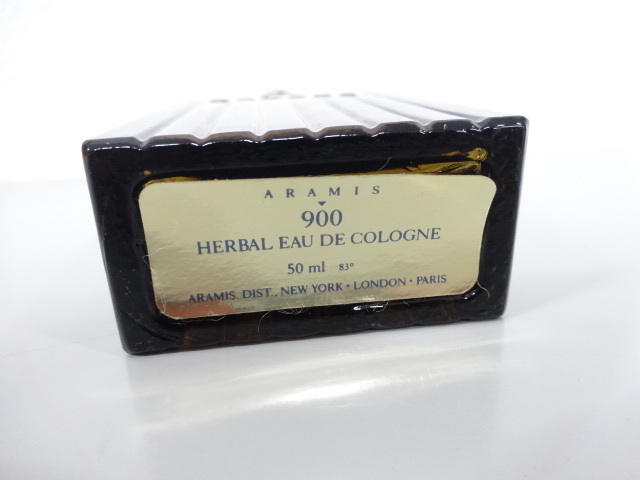 ARAMIS
900
HERBAL EAU DE COLOGNE
50 ml 83°
ARAMIS, DIST., NEW YORK • LONDON • PARIS